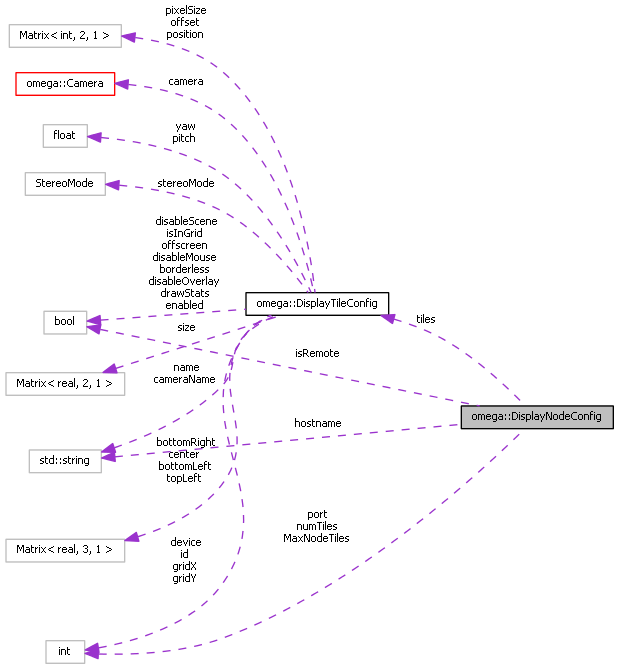 pixelSize
offset
position
Matrix< int, 2, 1 >
omega::Camera
camera
float
yaw
pitch
StereoMode
stereoMode
disableScene
isInGrid
offscreen
disableMouse
borderless
disableOverlay
drawStats
enabled
omega::DisplayTileConfig
bool
tiles
size
isRemote
Matrix< real, 2, 1 >
name
cameraName
omega::DisplayNodeConfig
hostname
std::string
bottomRight
center
bottomLeft
topLeft
Matrix< real, 3, 1 >
port
numTiles
MaxNodeTiles
device
id
gridX
gridY
int